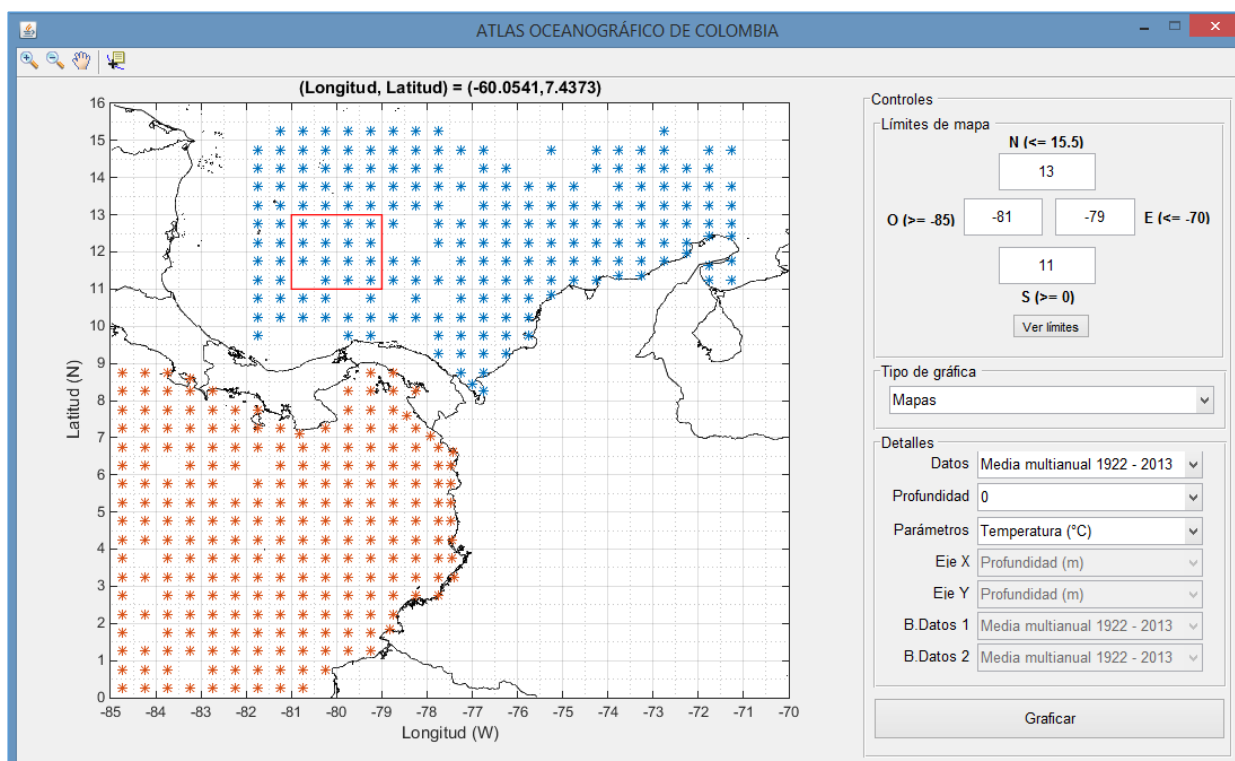 ATLAS OCEANOGRÁFICO DE COLOMBIA
(Longitud, Latitud) = (-60.0541,7.4373)
16
15
14
13
12
11
10
9
8
7
6
5
4
3
2
1
0
Latitud (N)
-85 -84 -83 -82 -81 -80 -79 -78 -77 -76 -75 -74 -73 -72 -71 -70
Longitud (W)
Controles
Límites de mapa
N (<= 15.5)
13
O (>= -85) -81 -79 E (<= -70)
11
S (>= 0)
Ver límites
Tipo de gráfica
Mapas
Detalles
Datos Media multianual 1922 - 2013
Profundidad 0
Parámetros Temperatura (°C)
Eje X Profundidad (m)
Eje Y Profundidad (m)
B.Datos 1 Media multianual 1922 - 2013
B.Datos 2 Media multianual 1922 - 2013
Graficar